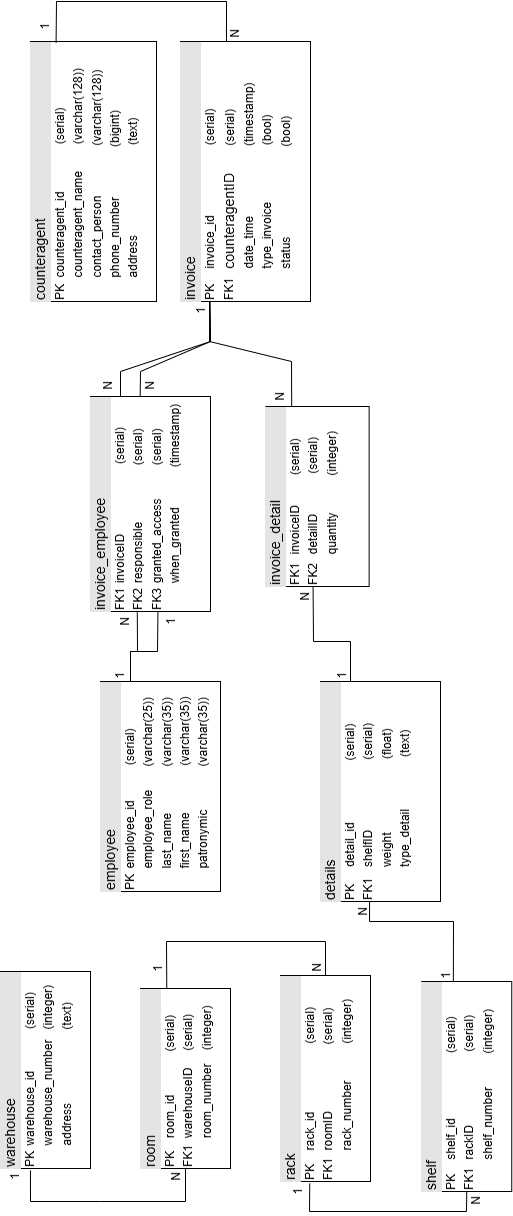 counteragent
PK counteragent_id (serial)
counteragent_name (varchar(128))
contact_person (varchar(128))
phone_number (bigint)
address (text)
1
N
invoice
PK invoice_id (serial)
FK1 counteragentID (serial)
date_time (timestamp)
type_invoice (bool)
status (bool)
1
N
N
N
invoice_employee
FK1 invoiceID (serial)
FK2 responsible (serial)
FK3 granted_access (serial)
when_granted (timestamp)
N
1
invoice_detail
FK1 invoiceID (serial)
FK2 detailID (serial)
quantity (integer)
N
1
employee
PK employee_id (serial)
employee_role (varchar(25))
last_name (varchar(35))
first_name (varchar(35))
patronymic (varchar(35))
1
details
PK detail_id (serial)
FK1 shelfID (serial)
weight (float)
type_detail (text)
N
warehouse
PK warehouse_id (serial)
warehouse_number (integer)
address (text)
1
1
room
PK room_id (serial)
FK1 warehouseID (serial)
room_number (integer)
N
N
rack
PK rack_id (serial)
FK1 roomID (serial)
rack_number (integer)
1
1
shelf
PK shelf_id (serial)
FK1 rackID (serial)
shelf_number (integer)
N